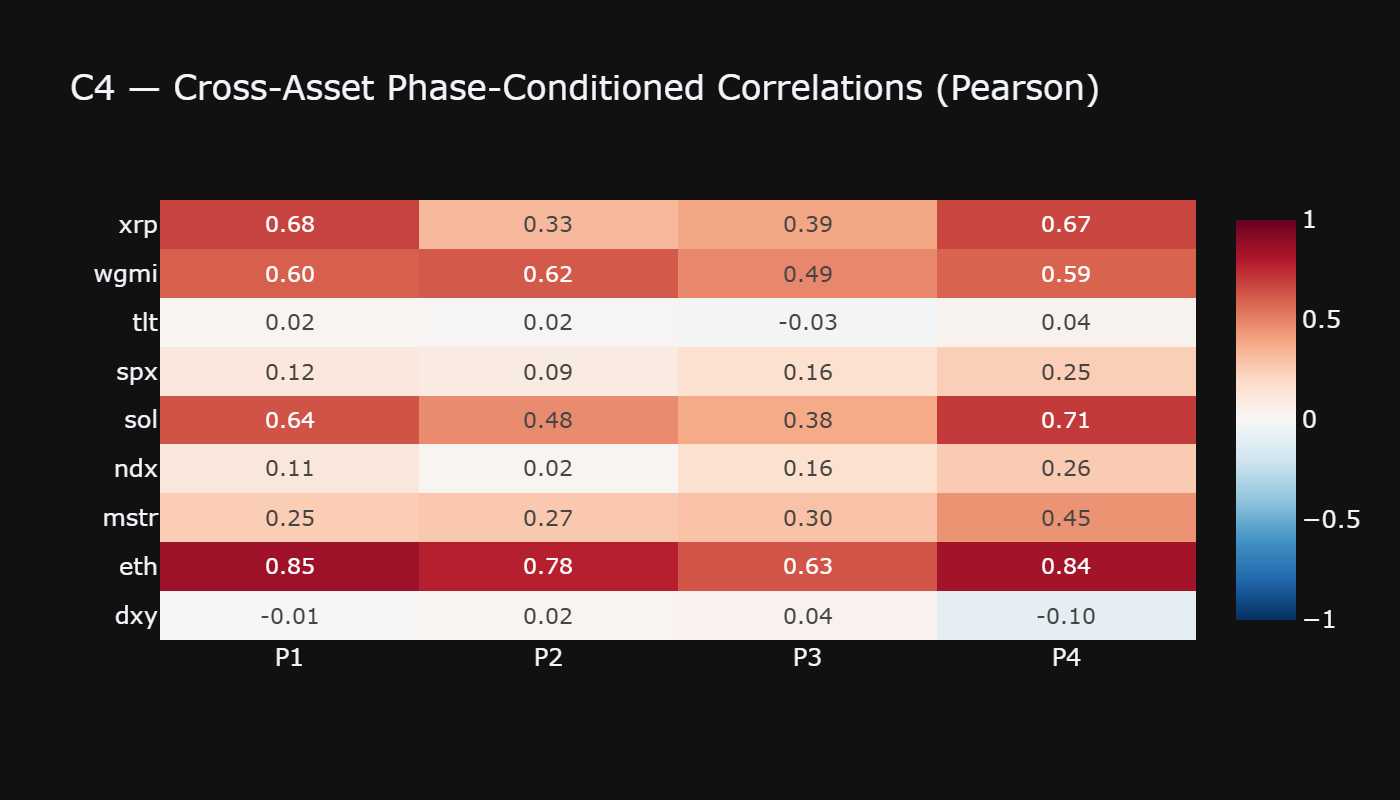 C4 — Cross-Asset Phase-Conditioned Correlations (Pearson)
xrp 0.68 0.33 0.39 0.67
wgmi 0.60 0.62 0.49 0.59
tlt 0.02 0.02 -0.03 0.04
spx 0.12 0.09 0.16 0.25
sol 0.64 0.48 0.38 0.71
ndx 0.11 0.02 0.16 0.26
mstr 0.25 0.27 0.30 0.45
eth 0.85 0.78 0.63 0.84
dxy -0.01 0.02 0.04 -0.10
P1 P2 P3 P4
1
0.5
0
−0.5
−1